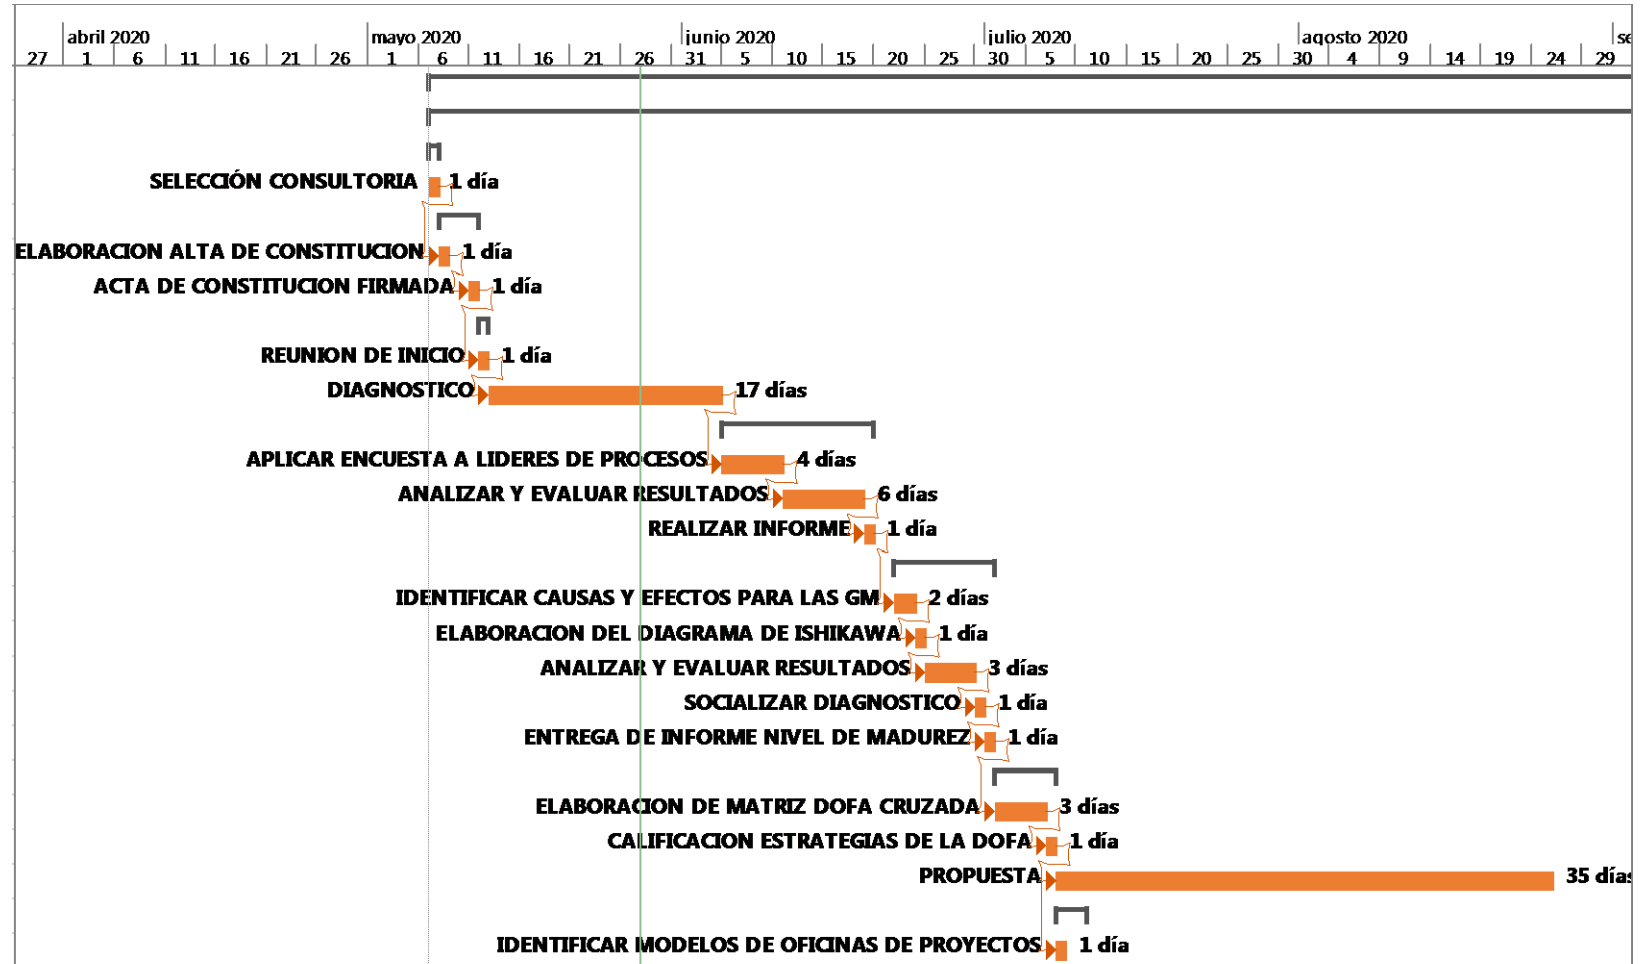 abril 2020 mayo 2020 junio 2020 julio 2020 agosto 2020 se
27 1 6 11 16 21 26 1 6 11 16 21 26 31 5 10 15 20 25 30 5 10 15 20 25 30 4 9 14 19 24 29
SELECCIÓN CONSULTORIA 1 día
ELABORACION ALTA DE CONSTITUCION 1 día
ACTA DE CONSTITUCION FIRMADA 1 día
REUNION DE INICIO 1 día
DIAGNOSTICO 17 días
APLICAR ENCUESTA A LIDERES DE PROCESOS 4 días
ANALIZAR Y EVALUAR RESULTADOS 6 días
REALIZAR INFORME 1 día
IDENTIFICAR CAUSAS Y EFECTOS PARA LAS GM 2 días
ELABORACION DEL DIAGRAMA DE ISHIKAWA 1 día
ANALIZAR Y EVALUAR RESULTADOS 3 días
SOCIALIZAR DIAGNOSTICO 1 día
ENTREGA DE INFORME NIVEL DE MADUREZ 1 día
ELABORACION DE MATRIZ DOFA CRUZADA 3 días
CALIFICACION ESTRATEGIAS DE LA DOFA 1 día
PROPUESTA 35 días
IDENTIFICAR MODELOS DE OFICINAS DE PROYECTOS 1 día